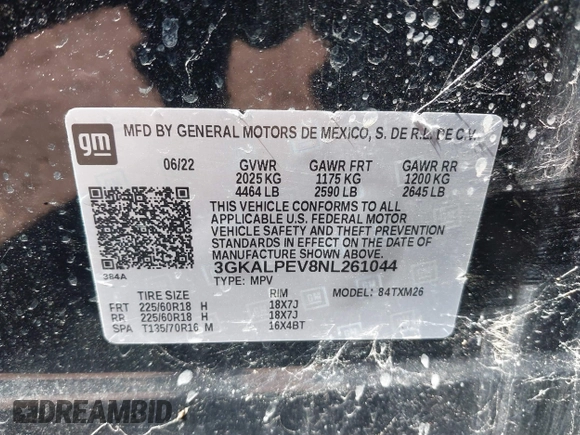 gm
MFD BY GENERAL MOTORS DE MEXICO, S. DE R.L. DE C.V.
06/22 GVWR GAWR FRT GAWR RR
2025 KG 1175 KG 1200 KG
4464 LB 2590 LB 2645 LB
THIS VEHICLE CONFORMS TO ALL
APPLICABLE U.S. FEDERAL MOTOR
VEHICLE SAFETY AND THEFT PREVENTION
STANDARDS IN EFFECT ON THE DATE OF
MANUFACTURE SHOWN ABOVE.
3GKALPEV8NL261044
384A TYPE: MPV MODEL: 84TXM26
TIRE SIZE RIM
FRT 225/60R18 H 18X7J
RR 225/60R18 H 18X7J
SPA T135/70R16 M 16X4BT
DREAMBID